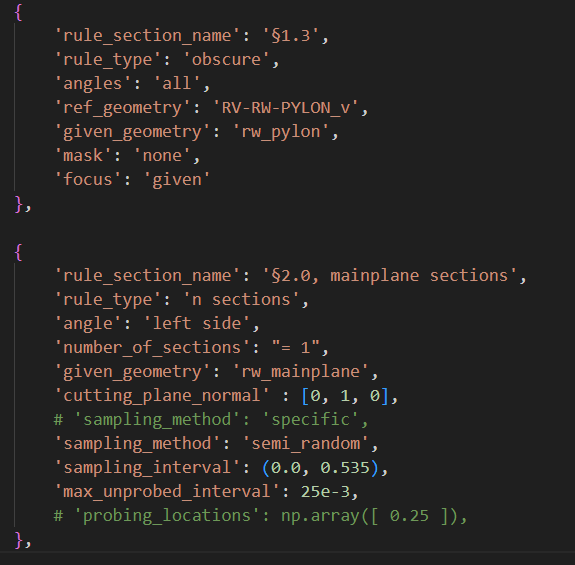 {
    'rule_section_name': '§1.3',
    'rule_type': 'obscure',
    'angles': 'all',
    'ref_geometry': 'RV-RW-PYLON_v',
    'given_geometry': 'rw_pylon',
    'mask': 'none',
    'focus': 'given'
},
{
    'rule_section_name': '§2.0, mainplane sections',
    'rule_type': 'n sections',
    'angle': 'left side',
    'number_of_sections': "= 1",
    'given_geometry': 'rw_mainplane',
    'cutting_plane_normal' : [0, 1, 0],
    # 'sampling_method': 'specific',
    'sampling_method': 'semi_random',
    'sampling_interval': (0.0, 0.535),
    'max_unprobed_interval': 25e-3,
    # 'probing_locations': np.array([ 0.25 ]),
},